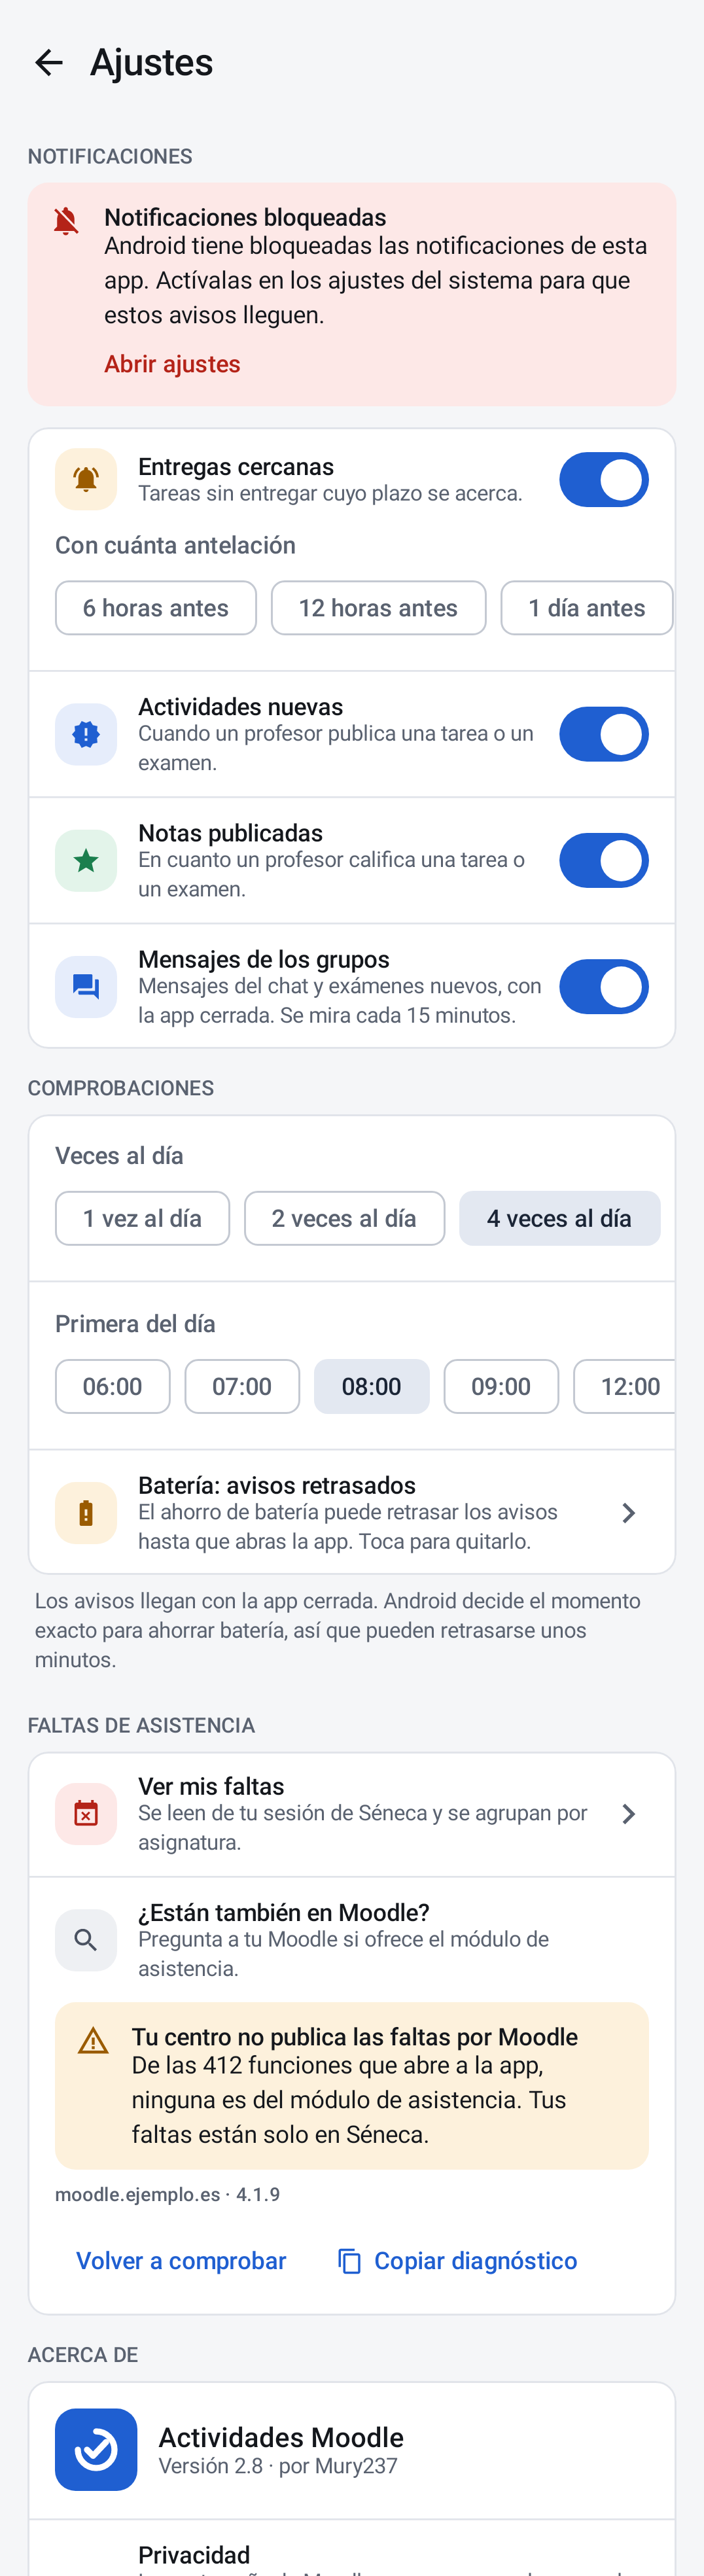 Ajustes
NOTIFICACIONES
Notificaciones bloqueadas
Android tiene bloqueadas las notificaciones de esta
app. Actívalas en los ajustes del sistema para que
estos avisos lleguen.
Abrir ajustes
Entregas cercanas
Tareas sin entregar cuyo plazo se acerca.
Con cuánta antelación
6 horas antes
12 horas antes
1 día antes
Actividades nuevas
Cuando un profesor publica una tarea o un
examen.
Notas publicadas
En cuanto un profesor califica una tarea o
un examen.
Mensajes de los grupos
Mensajes del chat y exámenes nuevos, con
la app cerrada. Se mira cada 15 minutos.
COMPROBACIONES
Veces al día
1 vez al día
2 veces al día
4 veces al día
Primera del día
06:00
07:00
08:00
09:00
12:00
Batería: avisos retrasados
El ahorro de batería puede retrasar los avisos
hasta que abras la app. Toca para quitarlo.
Los avisos llegan con la app cerrada. Android decide el momento
exacto para ahorrar batería, así que pueden retrasarse unos
minutos.
FALTAS DE ASISTENCIA
Ver mis faltas
Se leen de tu sesión de Séneca y se agrupan por
asignatura.
¿Están también en Moodle?
Pregunta a tu Moodle si ofrece el módulo de
asistencia.
Tu centro no publica las faltas por Moodle
De las 412 funciones que abre a la app,
ninguna es del módulo de asistencia. Tus
faltas están solo en Séneca.
moodle.ejemplo.es · 4.1.9
Volver a comprobar
Copiar diagnóstico
ACERCA DE
Actividades Moodle
Versión 2.8 · por Mury237
Privacidad